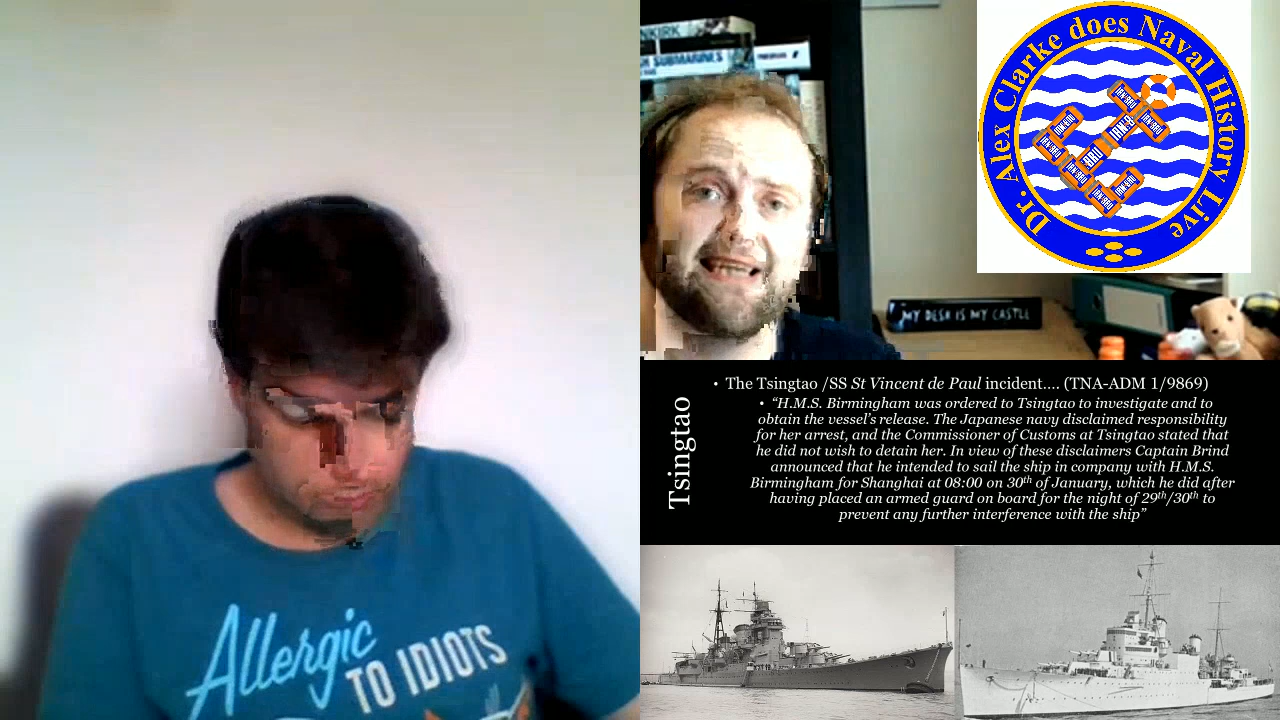 NKIRK
SUBMARINES
Dr. Alex Clarke does Naval History Live
MY DESK IS MY CASTLE
Tsingtao
• The Tsingtao /SS St Vincent de Paul incident.... (TNA-ADM 1/9869)
• “H.M.S. Birmingham was ordered to Tsingtao to investigate and to
obtain the vessel’s release. The Japanese navy disclaimed responsibility
for her arrest, and the Commissioner of Customs at Tsingtao stated that
he did not wish to detain her. In view of these disclaimers Captain Brind
announced that he intended to sail the ship in company with H.M.S.
Birmingham for Shanghai at 08:00 on 30th of January, which he did after
having placed an armed guard on board for the night of 29th/30th to
prevent any further interference with the ship”
Allergic
TO IDIOTS